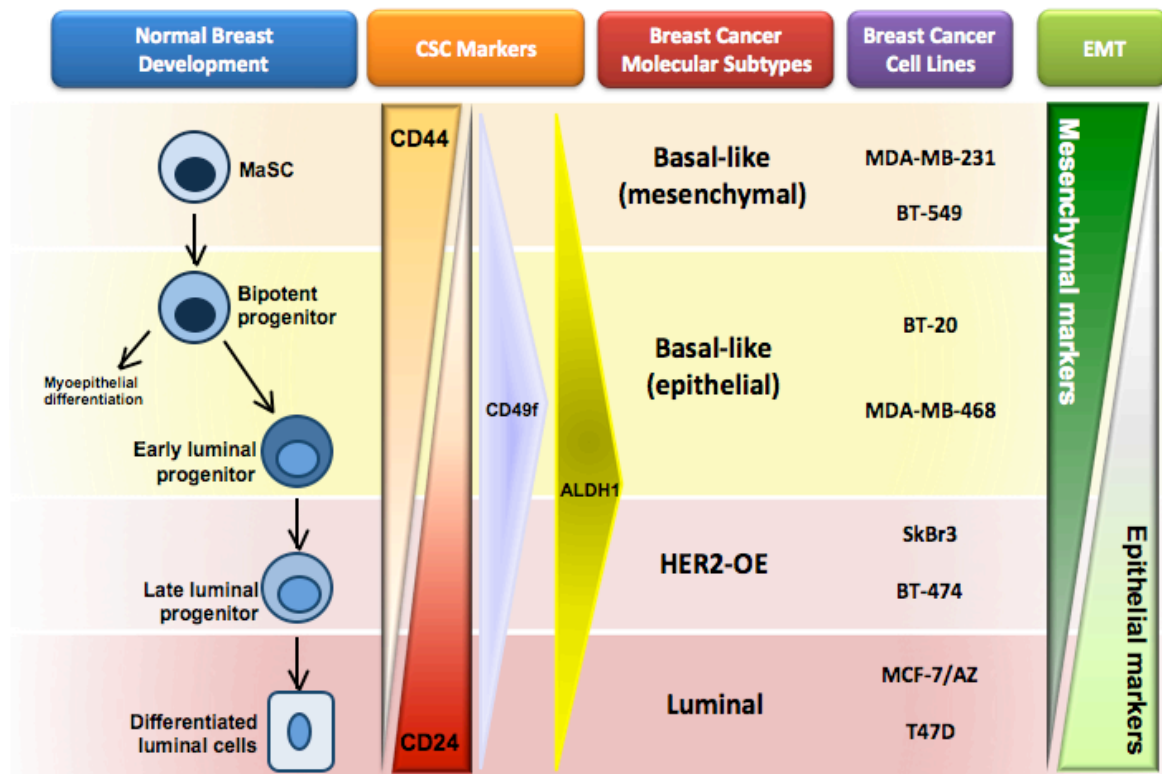 Normal Breast
Development
CSC Markers
Breast Cancer
Molecular Subtypes
Breast Cancer
Cell Lines
EMT
MaSC
Bipotent
progenitor
Myoepithelial
differentiation
Early luminal
progenitor
Late luminal
progenitor
Differentiated
luminal cells
CD44
CD24
CD49f
ALDH1
Basal-like
(mesenchymal)
Basal-like
(epithelial)
HER2-OE
Luminal
MDA-MB-231
BT-549
BT-20
MDA-MB-468
SkBr3
BT-474
MCF-7/AZ
T47D
Mesenchymal markers
Epithelial markers